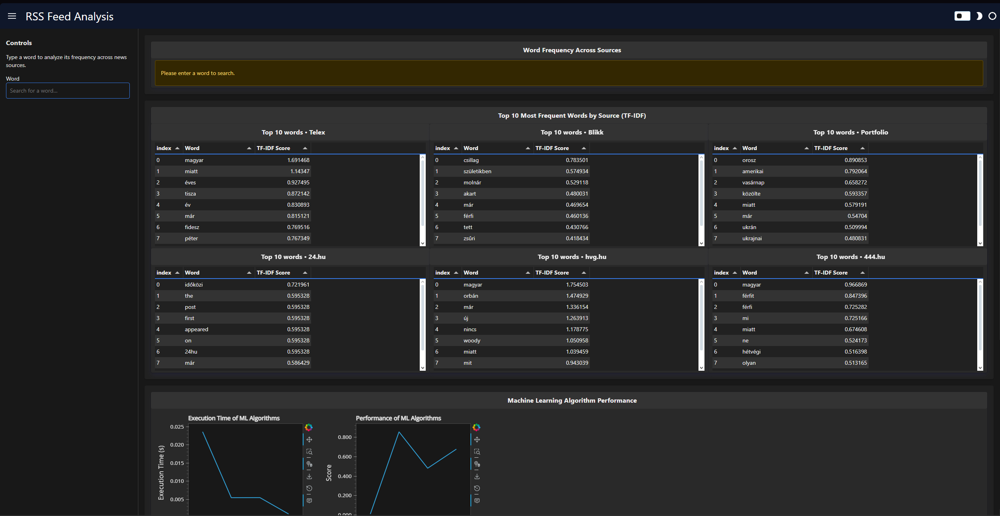 RSS Feed Analysis
Controls
Type a word to analyze its frequency across news
sources.
Word
Search for a word...
Word Frequency Across Sources
Please enter a word to search.
Top 10 Most Frequent Words by Source (TF-IDF)
Top 10 words • Telex
index Word TF-IDF Score
0 magyar 1.691468
1 miatt 1.14347
2 éves 0.927495
3 tisza 0.872142
4 év 0.830893
5 már 0.815121
6 fidesz 0.769516
7 péter 0.767349
Top 10 words • Blikk
index Word TF-IDF Score
0 csillag 0.783501
1 születikben 0.574934
2 molnár 0.529118
3 akart 0.480031
4 már 0.469654
5 férfi 0.460136
6 tett 0.430766
7 zsűri 0.418434
Top 10 words • Portfolio
index Word TF-IDF Score
0 orosz 0.890853
1 amerikai 0.792064
2 vasárnap 0.658272
3 közölte 0.593357
4 miatt 0.579191
5 már 0.54704
6 ukrán 0.509994
7 ukrajnai 0.480831
Top 10 words • 24.hu
index Word TF-IDF Score
0 időközi 0.721961
1 the 0.595328
2 post 0.595328
3 first 0.595328
4 appeared 0.595328
5 on 0.595328
6 24hu 0.595328
7 már 0.586429
Top 10 words • hvg.hu
index Word TF-IDF Score
0 magyar 1.754503
1 orbán 1.474929
2 már 1.336154
3 új 1.263913
4 nincs 1.178775
5 woody 1.050958
6 miatt 1.039459
7 mit 0.943039
Top 10 words • 444.hu
index Word TF-IDF Score
0 magyar 0.966869
1 férfit 0.847396
2 férfi 0.725282
3 mi 0.725166
4 miatt 0.674608
5 ne 0.524173
6 hétvégi 0.516398
7 olyan 0.513165
Machine Learning Algorithm Performance
Execution Time of ML Algorithms
Execution Time (s)
0.025
0.020
0.015
0.010
0.005
Performance of ML Algorithms
Score
0.800
0.600
0.400
0.200
0.000